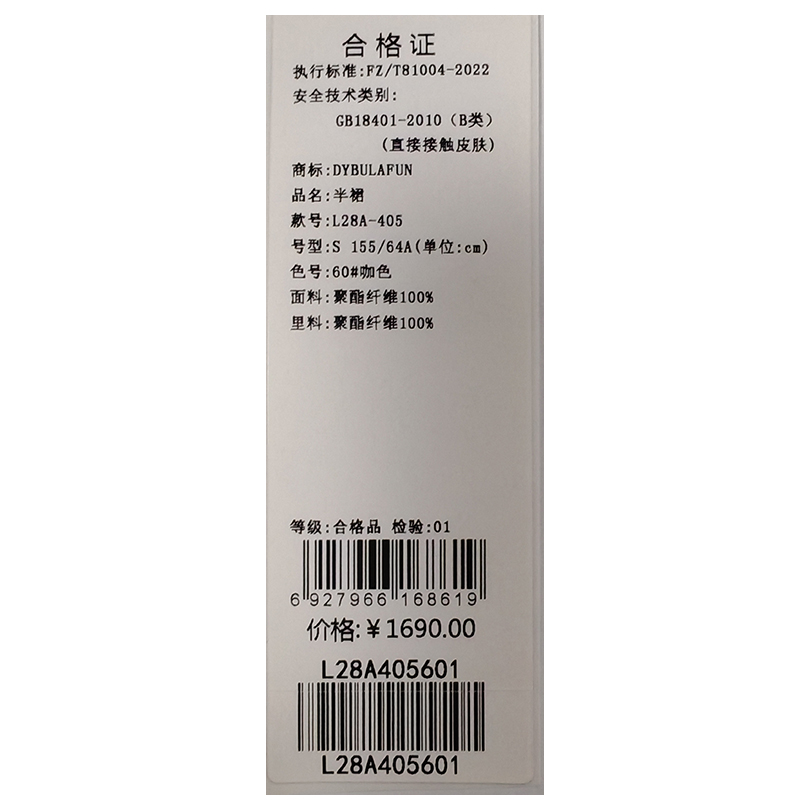 合格证
执行标准:FZ/T81004-2022
安全技术类别:
GB18401-2010（B类）
(直接接触皮肤)
商标:DYBULAFUN
品名:半裙
款号:L28A-405
号型:S 155/64A(单位:cm)
色号:60#咖色
面料:聚酯纤维100%
里料:聚酯纤维100%
等级:合格品 检验:01
6 927966 168619
价格:￥1690.00
L28A405601
L28A405601